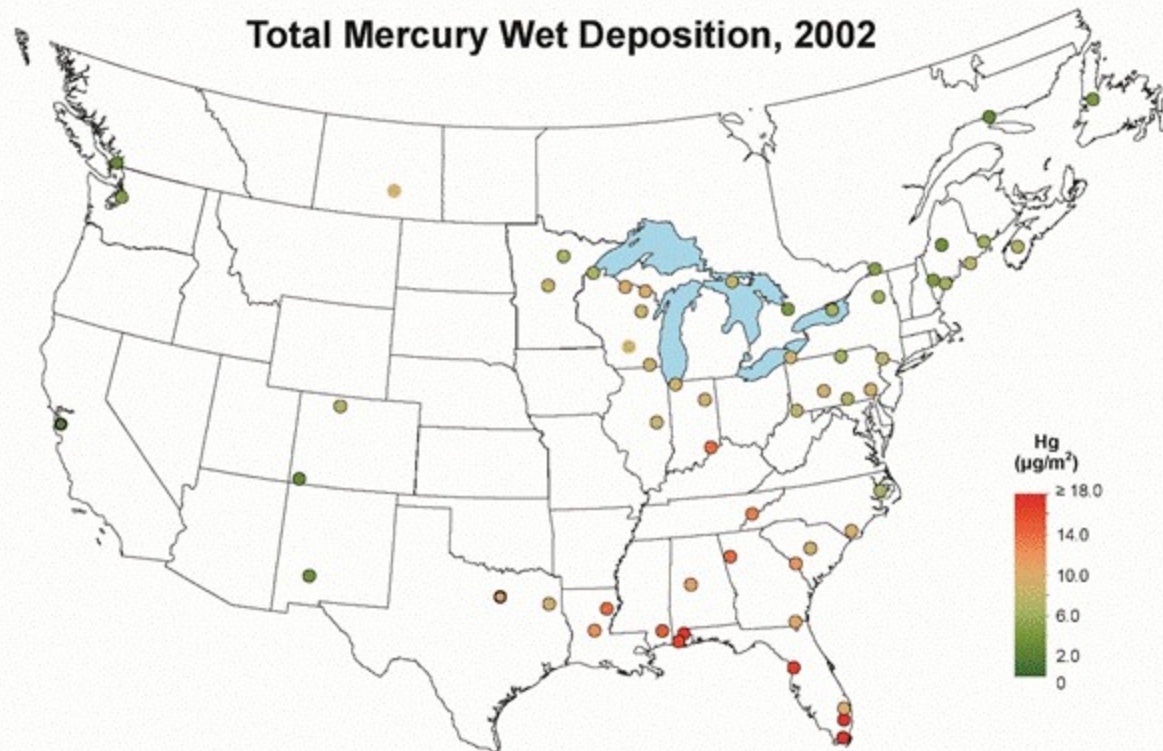 Total Mercury Wet Deposition, 2002
Hg
(µg/m²)
≥ 18.0
14.0
10.0
6.0
2.0
0